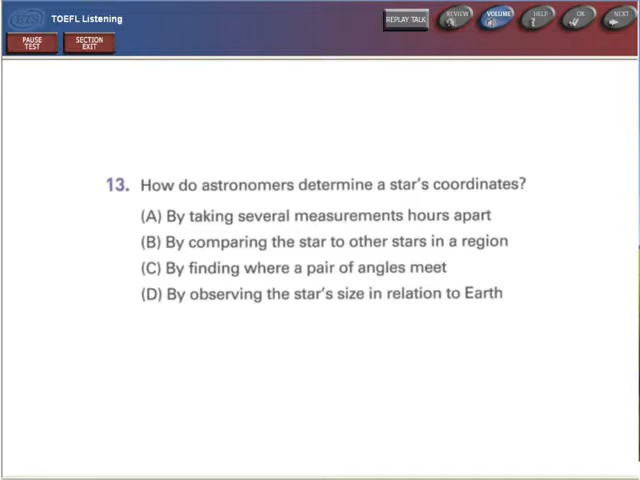 ETS TOEFL Listening
REPLAY TALK
REVIEW
VOLUME
HELP
?
OK
NEXT
PAUSE
TEST
SECTION
EXIT
13. How do astronomers determine a star's coordinates?
(A) By taking several measurements hours apart
(B) By comparing the star to other stars in a region
(C) By finding where a pair of angles meet
(D) By observing the star's size in relation to Earth